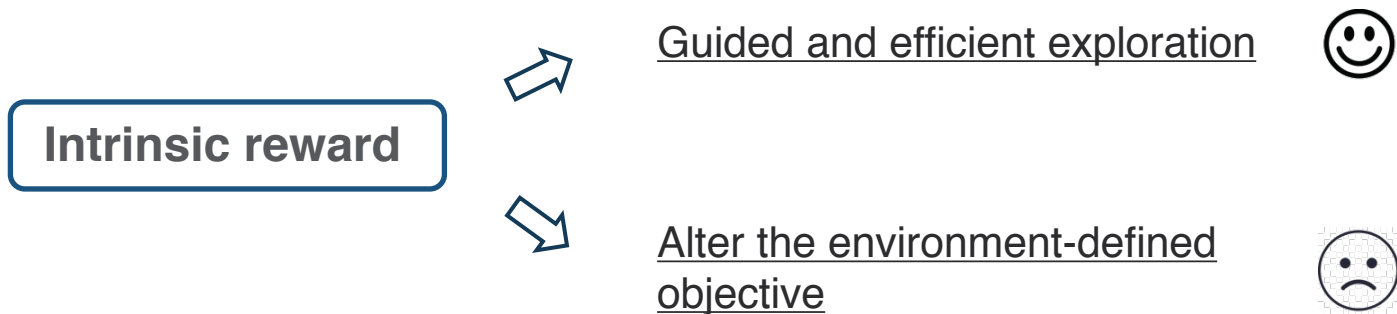 Guided and efficient exploration
Intrinsic reward
Alter the environment-defined
objective